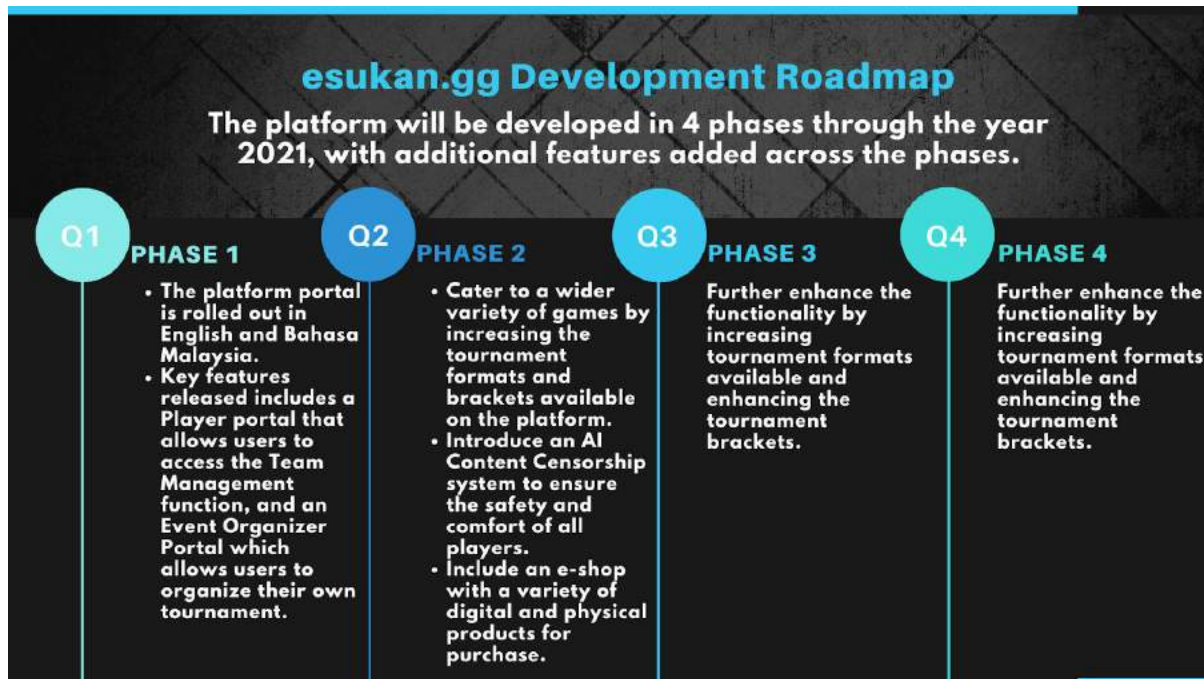 esukan.gg Development Roadmap
The platform will be developed in 4 phases through the year
2021, with additional features added across the phases.
Q1
PHASE 1
• The platform portal
is rolled out in
English and Bahasa
Malaysia.
• Key features
released includes a
Player portal that
allows users to
access the Team
Management
function, and an
Event Organizer
Portal which
allows users to
organize their own
tournament.
Q2
PHASE 2
• Cater to a wider
variety of games by
increasing the
tournament
formats and
brackets available
on the platform.
• Introduce an AI
Content Censorship
system to ensure
the safety and
comfort of all
players.
• Include an e-shop
with a variety of
digital and physical
products for
purchase.
Q3
PHASE 3
Further enhance the
functionality by
increasing
tournament formats
available and
enhancing the
tournament
brackets.
Q4
PHASE 4
Further enhance the
functionality by
increasing
tournament formats
available and
enhancing the
tournament
brackets.